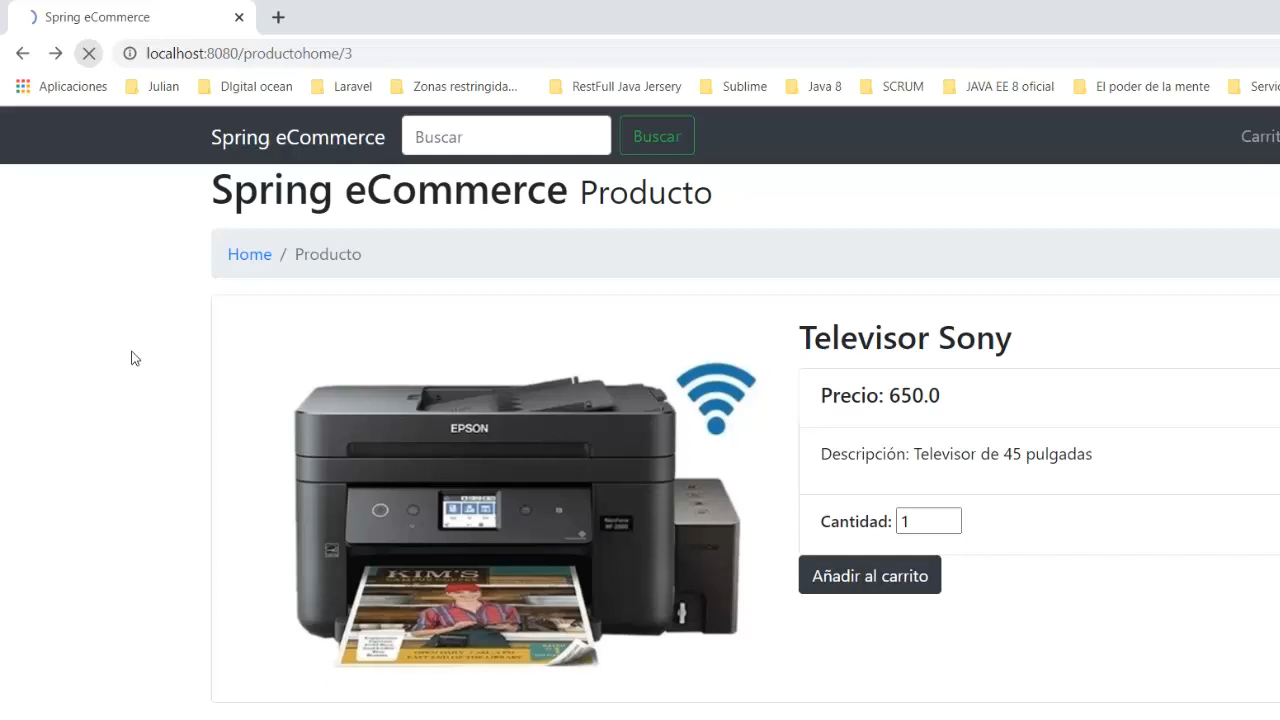 Spring eCommerce
localhost:8080/productohome/3
Aplicaciones Julian DIgital ocean Laravel Zonas restringida... RestFull Java Jersery Sublime Java 8 SCRUM JAVA EE 8 oficial El poder de la mente Servic
Spring eCommerce Buscar Buscar Carrit
Spring eCommerce Producto
Home / Producto
Televisor Sony
Precio: 650.0
EPSON
Descripción: Televisor de 45 pulgadas
Cantidad: 1
Añadir al carrito
KIM'S